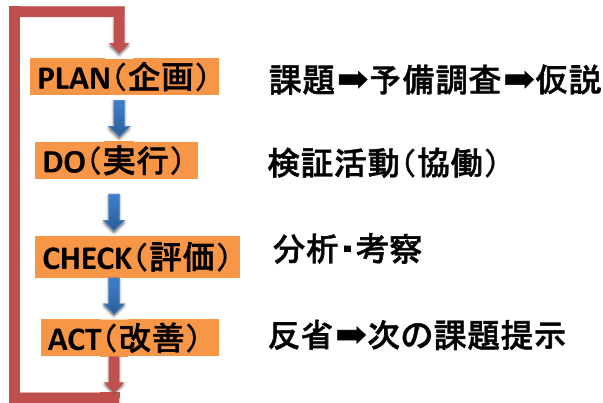 PLAN(企画) 課題➡予備調査➡仮説
DO(実行) 検証活動(協働)
CHECK(評価) 分析・考察
ACT(改善) 反省➡次の課題提示